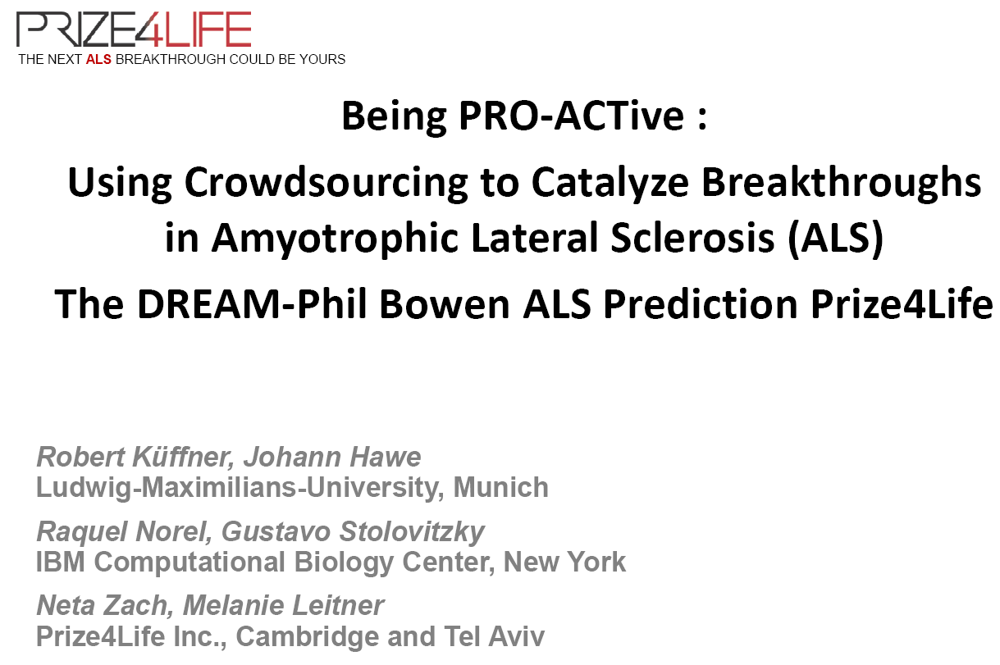 PRIZE4LIFE
THE NEXT ALS BREAKTHROUGH COULD BE YOURS
Being PRO-ACTive :
Using Crowdsourcing to Catalyze Breakthroughs
in Amyotrophic Lateral Sclerosis (ALS)
The DREAM-Phil Bowen ALS Prediction Prize4Life
Robert Küffner, Johann Hawe
Ludwig-Maximilians-University, Munich
Raquel Norel, Gustavo Stolovitzky
IBM Computational Biology Center, New York
Neta Zach, Melanie Leitner
Prize4Life Inc., Cambridge and Tel Aviv